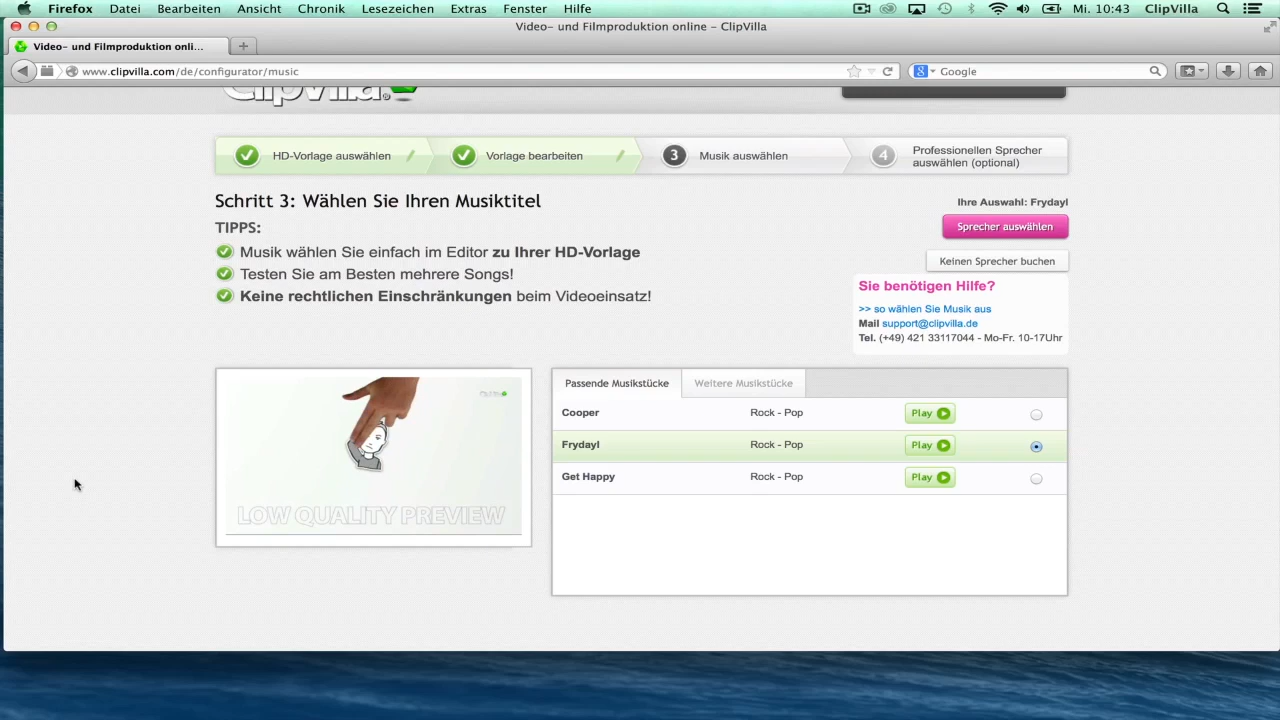 Firefox Datei Bearbeiten Ansicht Chronik Lesezeichen Extras Fenster Hilfe Mi. 10:43 ClipVilla
Video- und Filmproduktion online - ClipVilla
Video- und Filmproduktion onli...
www.clipvilla.com/de/configurator/music
Google
ClipVilla
HD-Vorlage auswählen
Vorlage bearbeiten
3 Musik auswählen
4 Professionellen Sprecher
auswählen (optional)
Schritt 3: Wählen Sie Ihren Musiktitel
Ihre Auswahl: Frydayl
TIPPS:
Sprecher auswählen
Musik wählen Sie einfach im Editor zu Ihrer HD-Vorlage
Keinen Sprecher buchen
Testen Sie am Besten mehrere Songs!
Sie benötigen Hilfe?
Keine rechtlichen Einschränkungen beim Videoeinsatz!
>> so wählen Sie Musik aus
Mail support@clipvilla.de
Tel. (+49) 421 33117044 - Mo-Fr. 10-17Uhr
Passende Musikstücke Weitere Musikstücke
Cooper Rock - Pop Play
Frydayl Rock - Pop Play
Get Happy Rock - Pop Play
LOW QUALITY PREVIEW